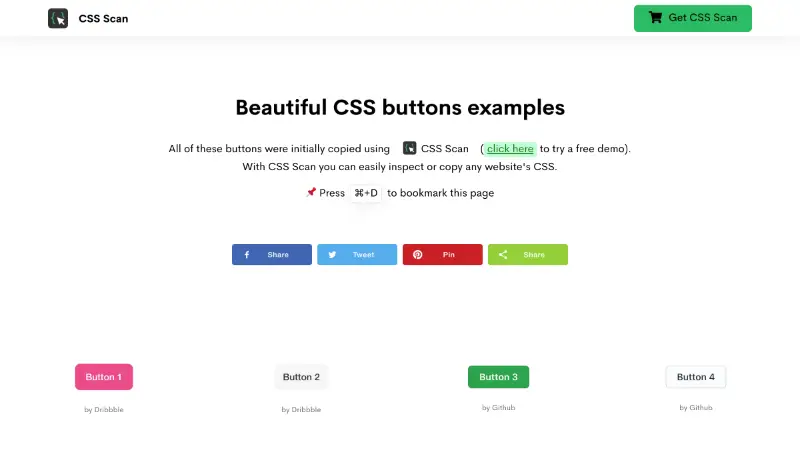 CSS Scan
Get CSS Scan
Beautiful CSS buttons examples
All of these buttons were initially copied using CSS Scan (click here to try a free demo).
With CSS Scan you can easily inspect or copy any website's CSS.
Press ⌘+D to bookmark this page
Share
Tweet
Pin
Share
Button 1
Button 2
Button 3
Button 4
by Dribbble
by Dribbble
by Github
by Github